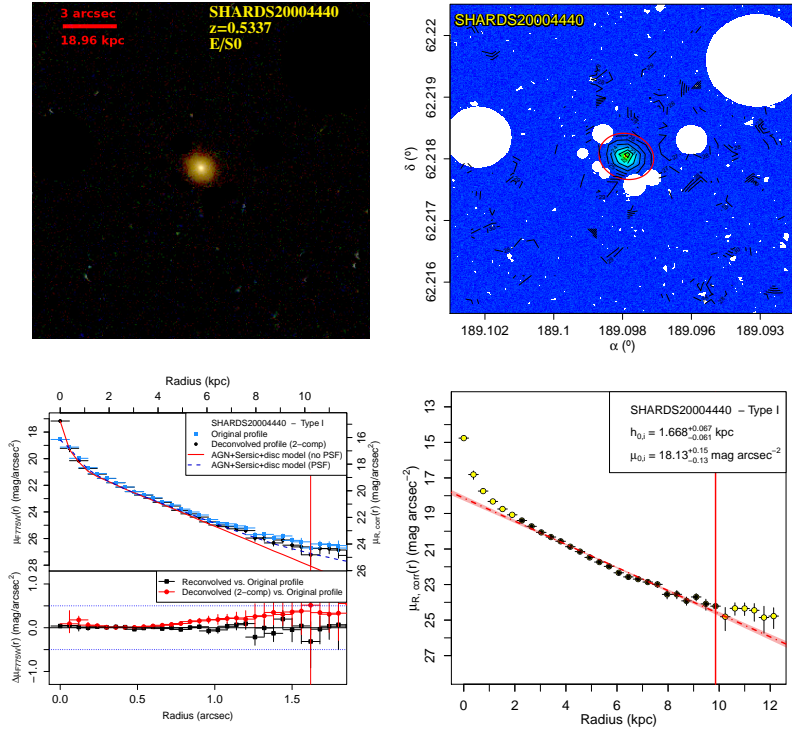 3 arcsec
18.96 kpc
SHARDS20004440
z=0.5337
E/S0
SHARDS20004440
62.22
62.219
62.218
62.217
62.216
δ (º)
189.102 189.1 189.098 189.096 189.093
α (º)
Radius (kpc)
0 2 4 6 8 10
SHARDS20004440 − Type I
Original profile
Deconvolved profile (2−comp)
AGN+Sersic+disc model (no PSF)
AGN+Sersic+disc model (PSF)
18 20 22 24 26 28
μF775W(r) (mag/arcsec²)
16 18 20 22 24 26
μR, corr(r) (mag/arcsec²)
Reconvolved vs. Original profile
Deconvolved (2−comp) vs. Original profile
1.0
0.0
−1.0
ΔμF775W(r) (mag/arcsec²)
0.0 0.5 1.0 1.5
Radius (arcsec)
SHARDS20004440 − Type I
h0,i = 1.668 +0.067 −0.061 kpc
μ0,i = 18.13 +0.15 −0.13 mag arcsec−2
13
15
17
19
21
23
25
27
μR, corr(r) (mag arcsec−2)
0 2 4 6 8 10 12
Radius (kpc)